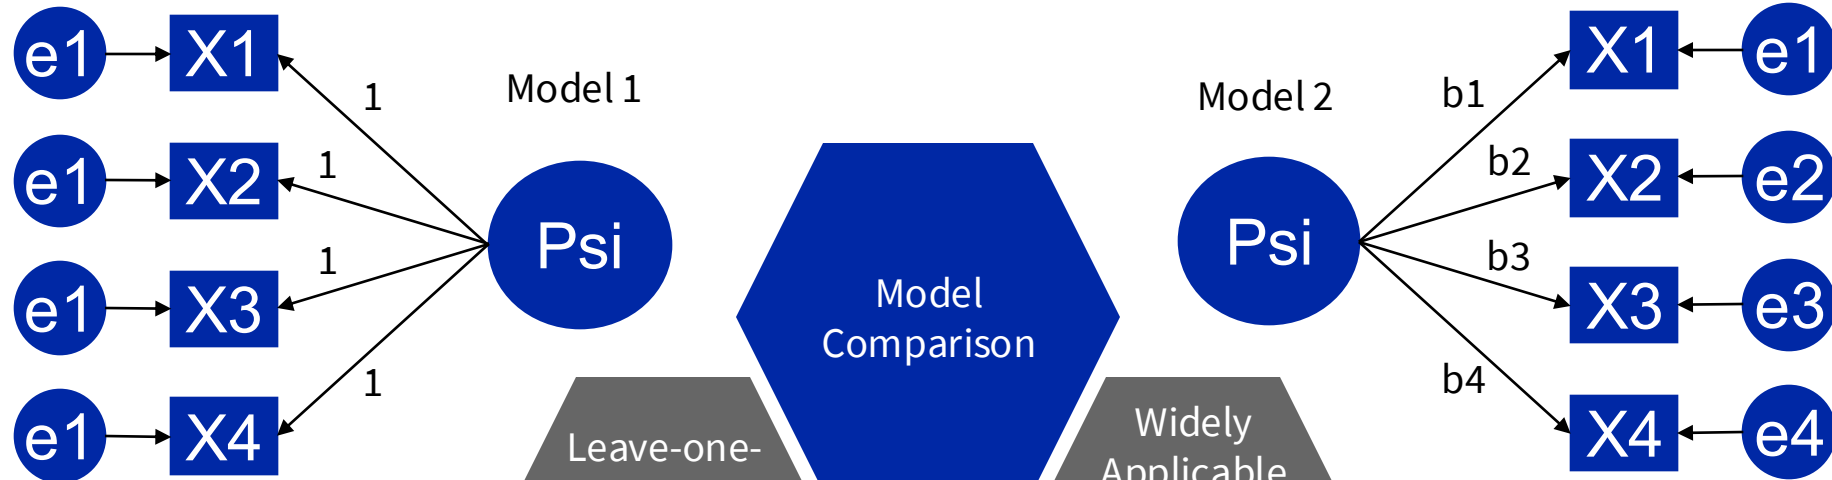 e1
X1
1
Model 1
e1
X2
1
Psi
e1
X3
1
e1
X4
1
Model
Comparison
Leave-one-
Widely
Applicable
Model 2
b1
X1
e1
Psi
b2
X2
e2
b3
X3
e3
b4
X4
e4